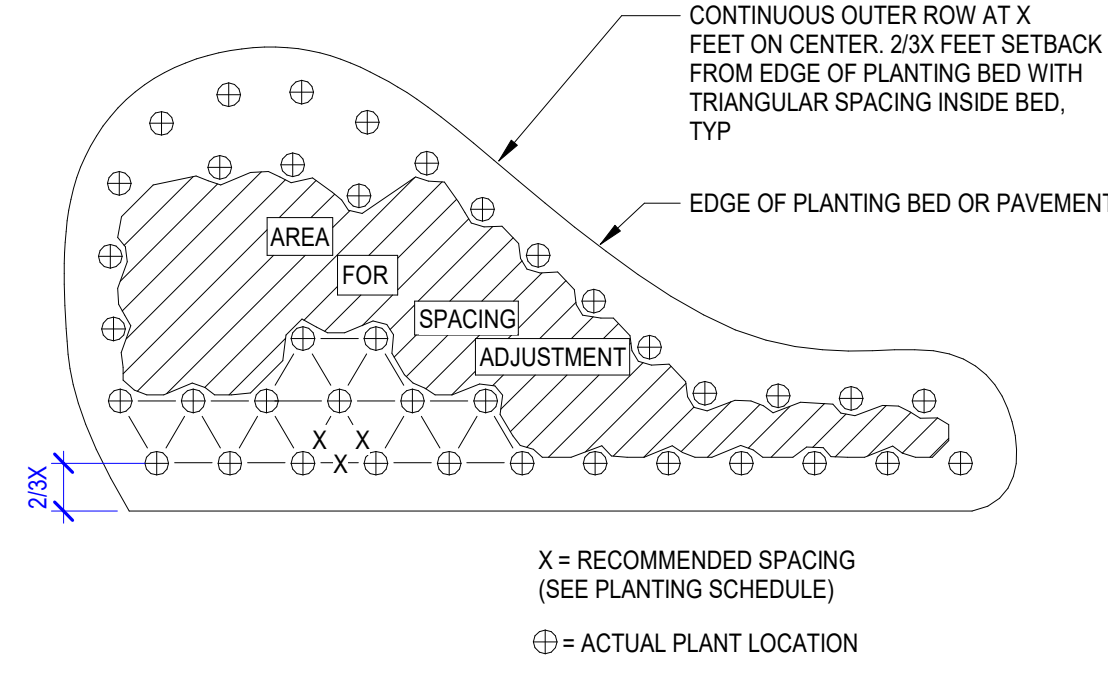 CONTINUOUS OUTER ROW AT X
FEET ON CENTER. 2/3X FEET SETBACK
FROM EDGE OF PLANTING BED WITH
TRIANGULAR SPACING INSIDE BED,
TYP
EDGE OF PLANTING BED OR PAVEMENT
AREA
FOR
SPACING
ADJUSTMENT
X X
X
2/3X
X = RECOMMENDED SPACING
(SEE PLANTING SCHEDULE)
= ACTUAL PLANT LOCATION